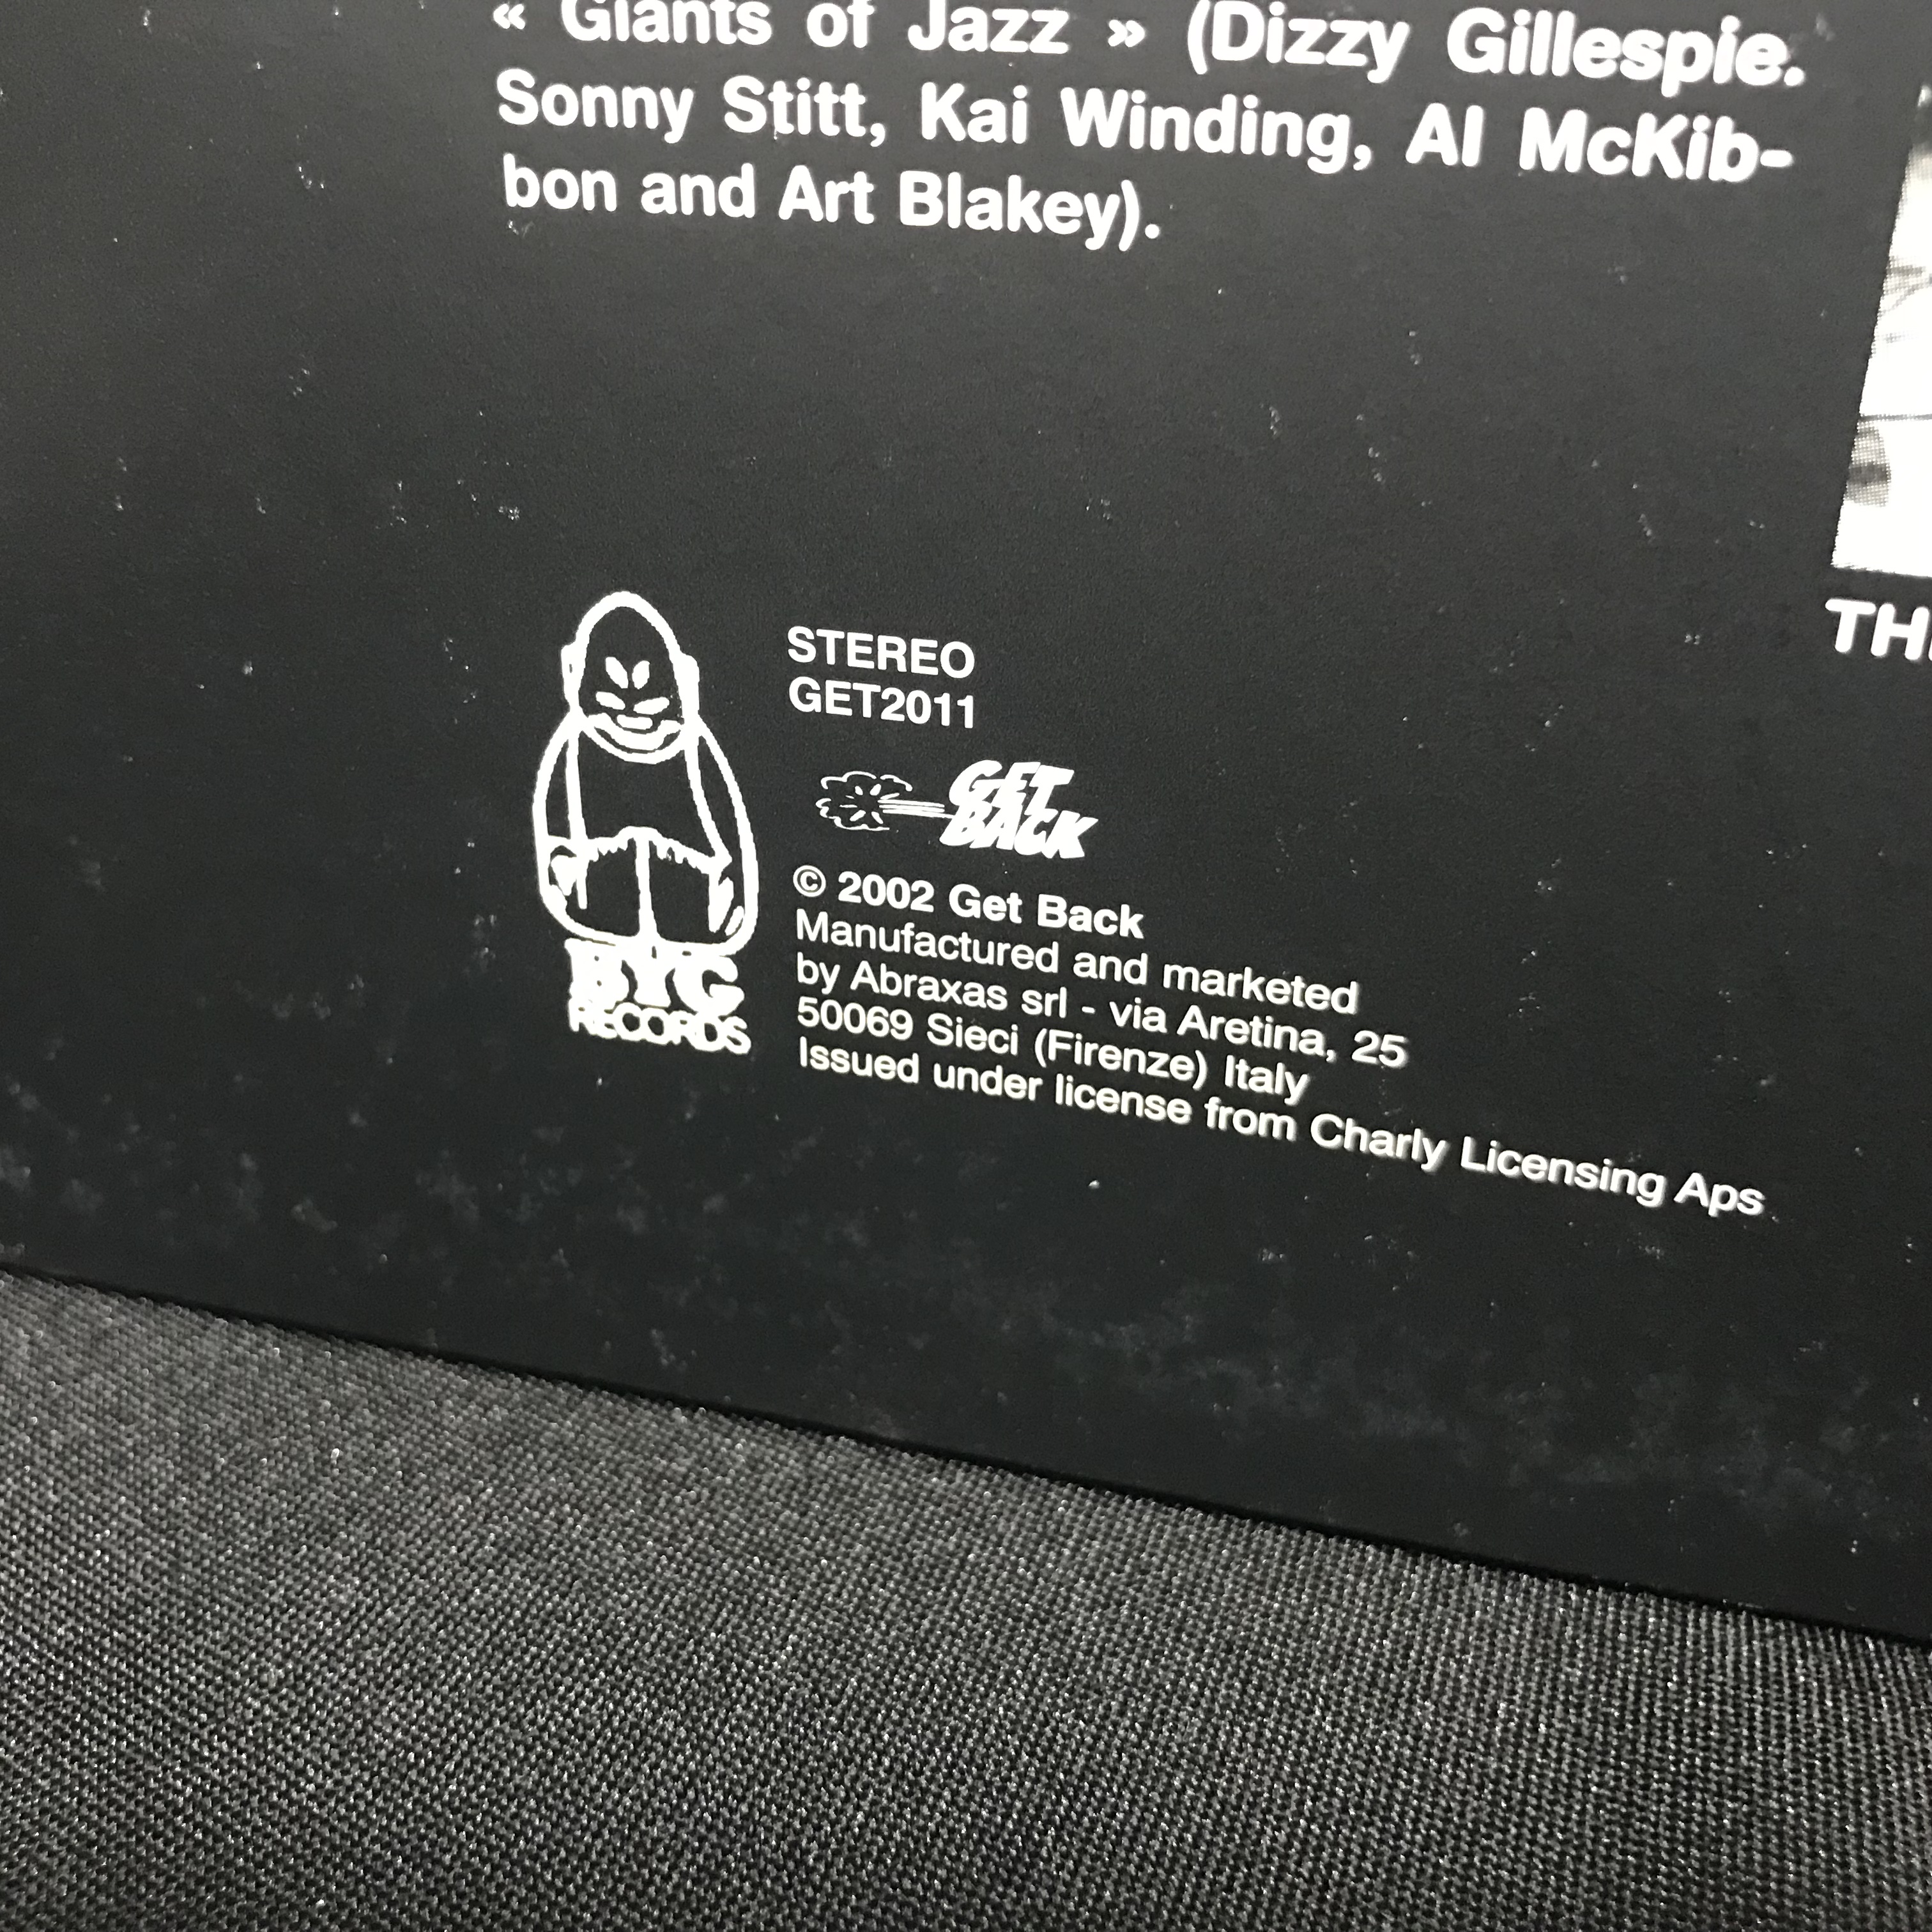 « Giants of Jazz » (Dizzy Gillespie.
Sonny Stitt, Kai Winding, Al McKib-
bon and Art Blakey).
STEREO
GET2011
GET
BACK
© 2002 Get Back
Manufactured and marketed
by Abraxas srl - via Aretina, 25
50069 Sieci (Firenze) Italy
Issued under license from Charly Licensing Aps
BYG
RECORDS